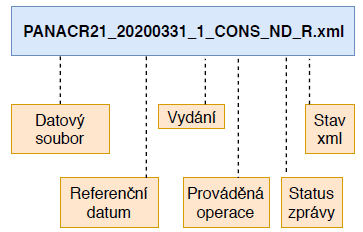 PANACR21_20200331_1_CONS_ND_R.xml
Datový
soubor
Vydání
Stav
xml
Referenční
datum
Prováděná
operace
Status
zprávy